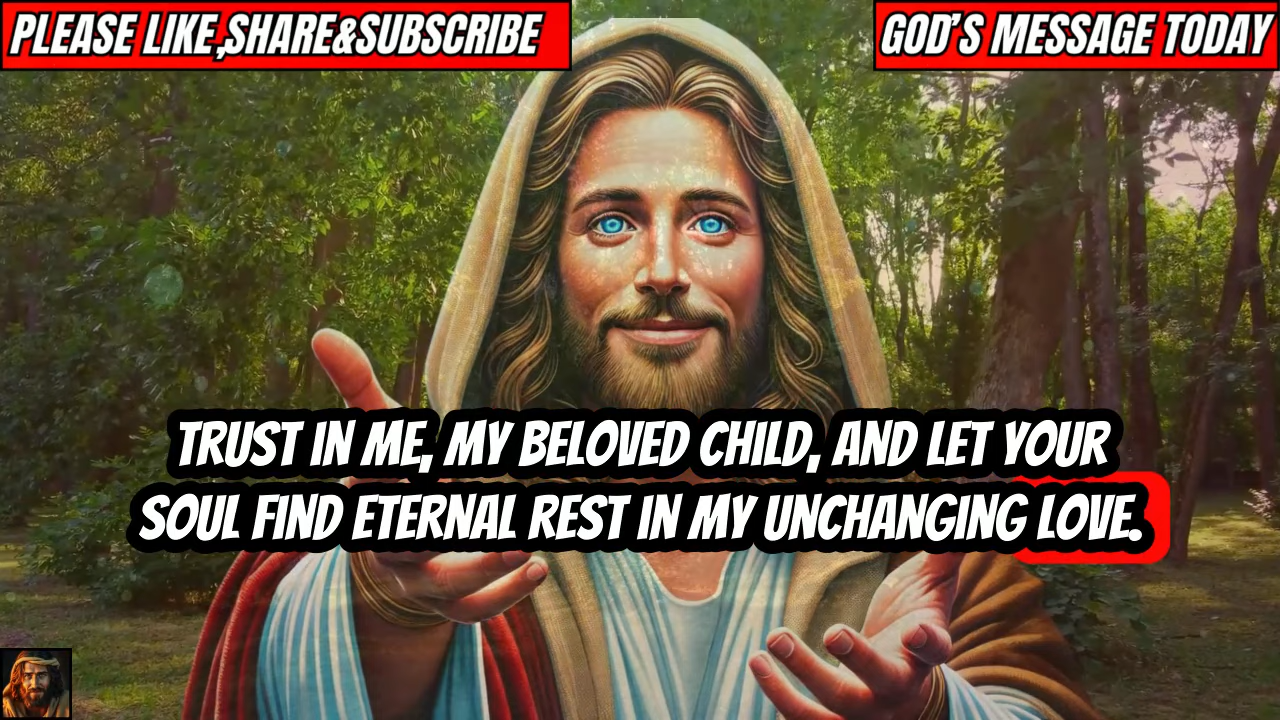 PLEASE LIKE,SHARE&SUBSCRIBE
GOD'S MESSAGE TODAY
TRUST IN ME, MY BELOVED CHILD, AND LET YOUR
SOUL FIND ETERNAL REST IN MY UNCHANGING LOVE.